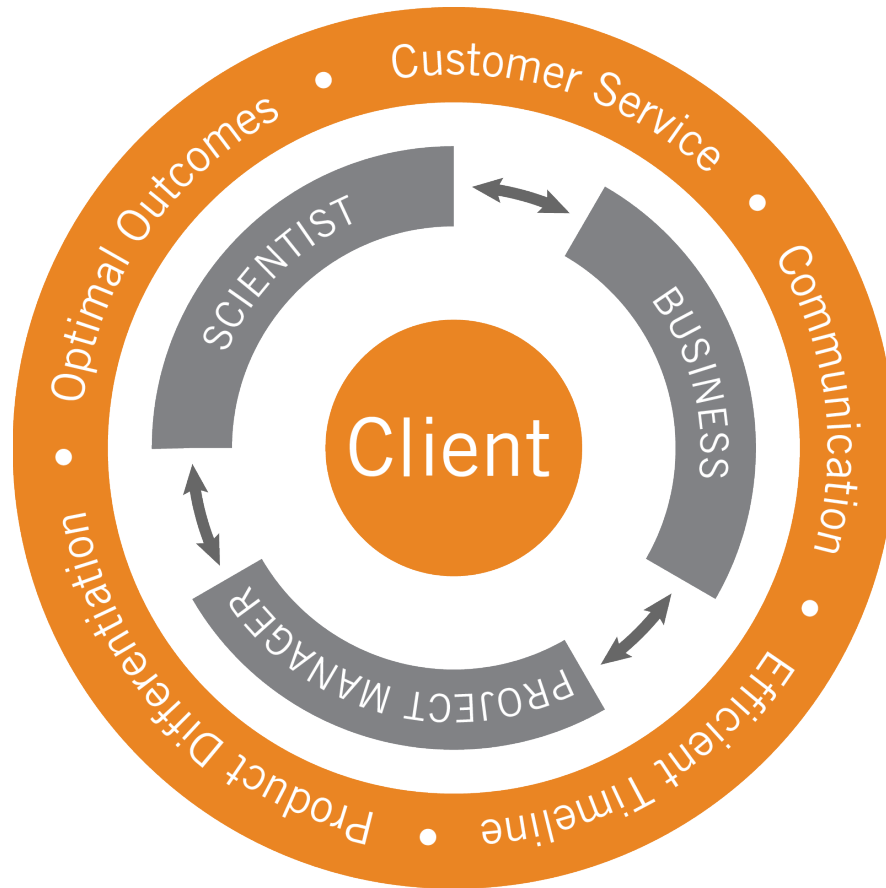 Customer Service
Communication
Efficient Timeline
Product Differentiation
Optimal Outcomes
SCIENTIST
BUSINESS
PROJECT MANAGER
Client